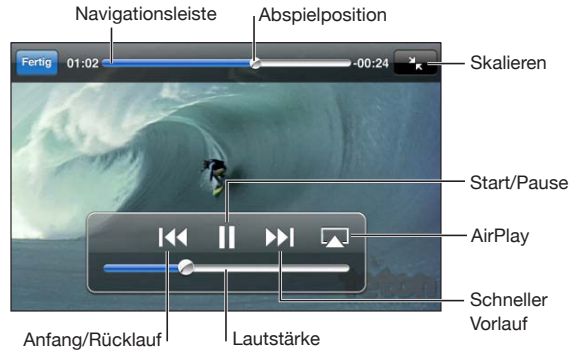 Navigationsleiste
Abspielposition
Fertig
01:02
-00:24
Skalieren
Start/Pause
AirPlay
Schneller
Vorlauf
Anfang/Rücklauf
Lautstärke